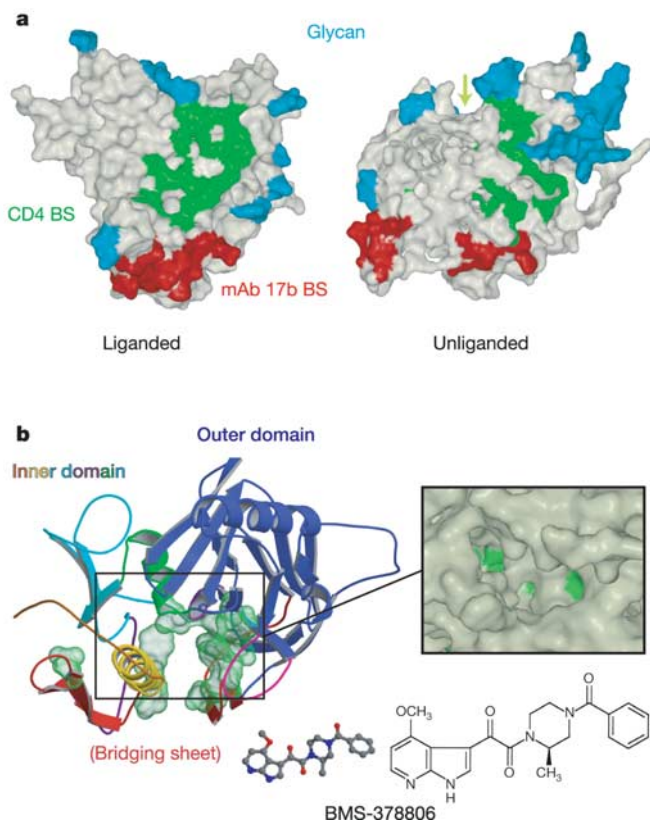 a
Glycan
CD4 BS
mAb 17b BS
Liganded
Unliganded
b
Outer domain
Inner domain
(Bridging sheet)
OCH3
O
O
N
N
N
N
H
CH3
O
BMS-378806